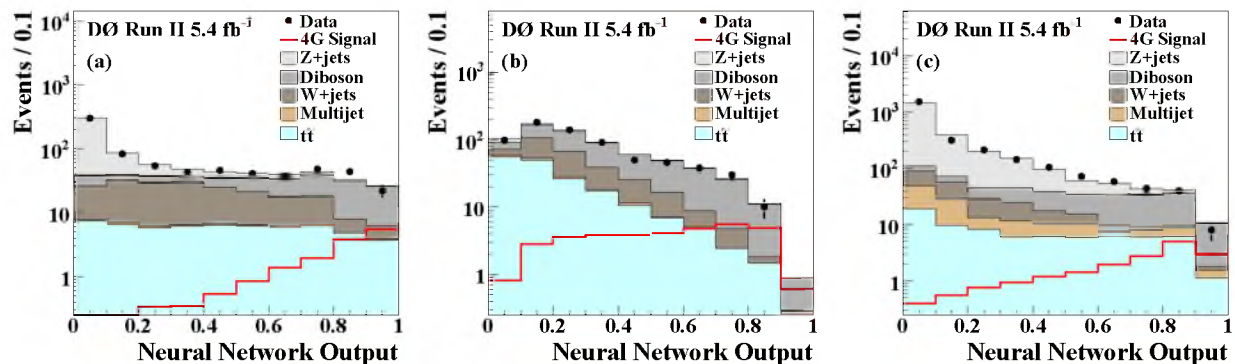 DØ Run II 5.4 fb⁻¹
(a)
Data
4G Signal
Z+jets
Diboson
W+jets
Multijet
tt̄
Events / 0.1
10⁴
10³
10²
10
1
0
0.2
0.4
0.6
0.8
1
Neural Network Output
DØ Run II 5.4 fb⁻¹
(b)
Data
4G Signal
Z+jets
Diboson
W+jets
Multijet
tt̄
Events / 0.1
10³
10²
10
1
0
0.2
0.4
0.6
0.8
1
Neural Network Output
DØ Run II 5.4 fb⁻¹
(c)
Data
4G Signal
Z+jets
Diboson
W+jets
Multijet
tt̄
Events / 0.1
10⁴
10³
10²
10
1
0
0.2
0.4
0.6
0.8
1
Neural Network Output